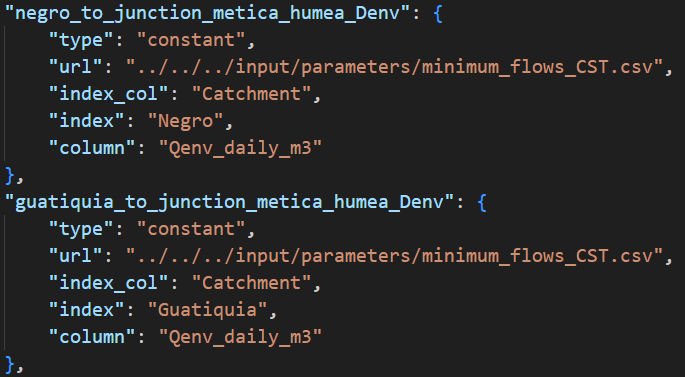 "negro_to_junction_metica_humea_Denv": {
    "type": "constant",
    "url": "../../../input/parameters/minimum_flows_CST.csv",
    "index_col": "Catchment",
    "index": "Negro",
    "column": "Qenv_daily_m3"
},
"guatiquia_to_junction_metica_humea_Denv": {
    "type": "constant",
    "url": "../../../input/parameters/minimum_flows_CST.csv",
    "index_col": "Catchment",
    "index": "Guatiquia",
    "column": "Qenv_daily_m3"
},